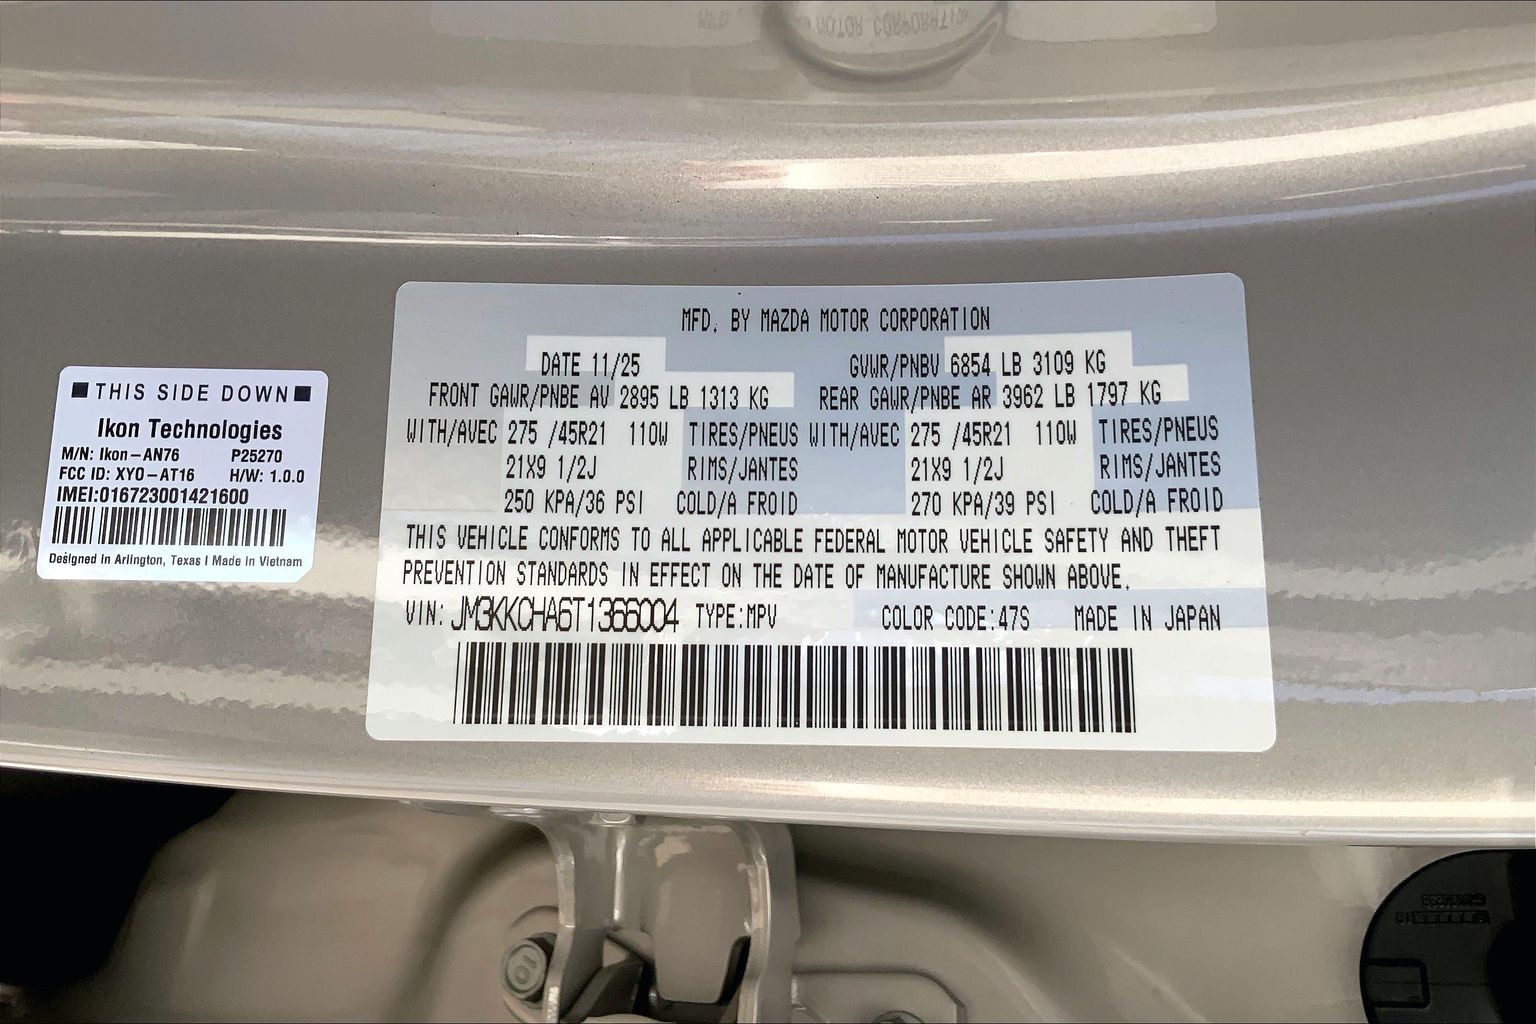 ■ THIS SIDE DOWN ■
Ikon Technologies
M/N: Ikon-AN76 P25270
FCC ID: XYO-AT16 H/W: 1.0.0
IMEI:016723001421600
Designed In Arlington, Texas | Made In Vietnam
MFD. BY MAZDA MOTOR CORPORATION
DATE 11/25 GVWR/PNBV 6854 LB 3109 KG
FRONT GAWR/PNBE AV 2895 LB 1313 KG REAR GAWR/PNBE AR 3962 LB 1797 KG
WITH/AVEC 275 /45R21 110W TIRES/PNEUS WITH/AVEC 275 /45R21 110W TIRES/PNEUS
21X9 1/2J RIMS/JANTES 21X9 1/2J RIMS/JANTES
250 KPA/36 PSI COLD/A FROID 270 KPA/39 PSI COLD/A FROID
THIS VEHICLE CONFORMS TO ALL APPLICABLE FEDERAL MOTOR VEHICLE SAFETY AND THEFT
PREVENTION STANDARDS IN EFFECT ON THE DATE OF MANUFACTURE SHOWN ABOVE.
VIN: JM3KKCHA6T1366004 TYPE:MPV COLOR CODE:47S MADE IN JAPAN